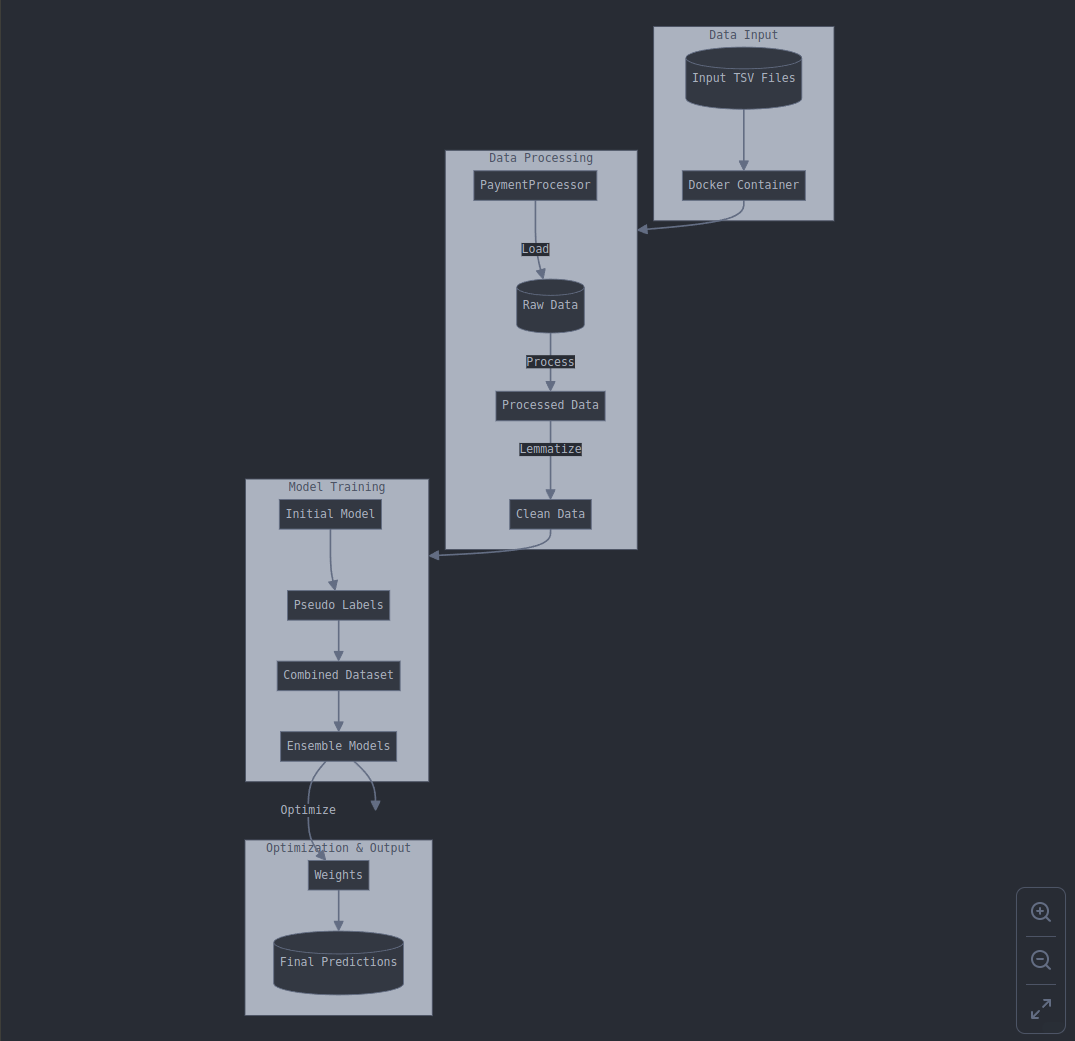 Data Input
Input TSV Files
Docker Container
Data Processing
PaymentProcessor
Load
Raw Data
Process
Processed Data
Lemmatize
Clean Data
Model Training
Initial Model
Pseudo Labels
Combined Dataset
Ensemble Models
Optimize
Optimization & Output
Weights
Final Predictions